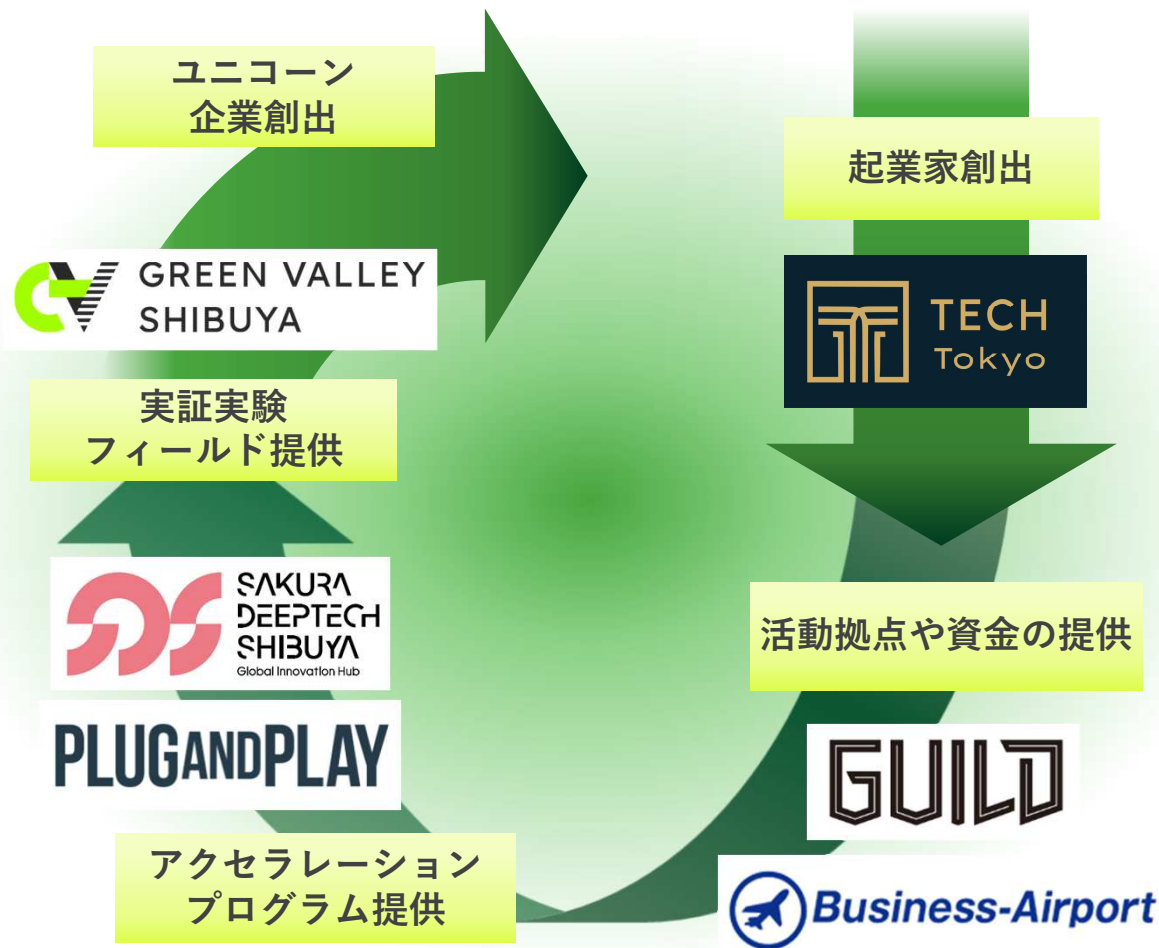 ユニコーン
企業創出
起業家創出
GREEN VALLEY
SHIBUYA
TECH
Tokyo
実証実験
フィールド提供
SAKURA
DEEPTECH
SHIBUYA
Global Innovation Hub
活動拠点や資金の提供
PLUGANDPLAY
GUILD
アクセラレーション
プログラム提供
Business-Airport